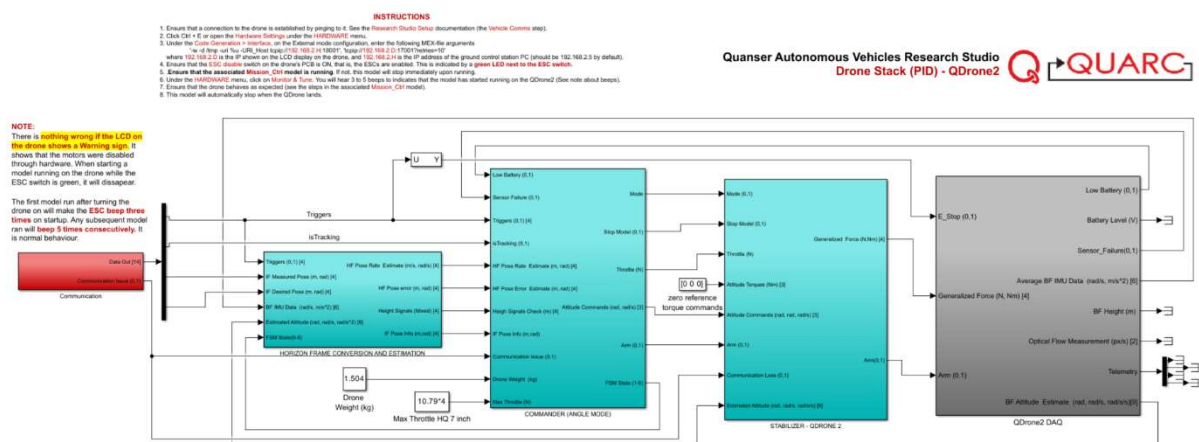 INSTRUCTIONS
1. Ensure that a connection to the drone is established by pinging to it. See the Research Studio Setup documentation (the Vehicle Comms step).
2. Click Ctrl + E or open the Hardware Settings under the HARDWARE menu.
3. Under the Code Generation > Interface, on the External mode configuration, enter the following MEX-file arguments
where 192.168.2.D is the IP shown on the LCD display on the drone, and 192.168.2.H is the IP address of the ground control station PC (should be 192.168.2.5 by default).
4. Ensure that the ESC disable switch on the drone's PCB is ON, that is, the ESCs are enabled. This is indicated by a green LED next to the ESC switch.
5. .Ensure that the associated Mission_Ctrl model is running. If not, this model will stop immediately upon running.
6. Under the HARDWARE menu, click on Monitor & Tune. You will hear 3 to 5 beeps to indicates that the model has started running on the QDrone2 (See note about beeps).
7. Ensure that the drone behaves as expected (see the steps in the associated Mission_Ctrl model).
8. This model will automatically stop when the QDrone lands.
Quanser Autonomous Vehicles Research Studio
Drone Stack (PID) - QDrone2
QUARC
NOTE:
There is nothing wrong if the LCD on
the drone shows a Warning sign. It
shows that the motors were disabled
through hardware. When starting a
model running on the drone while the
ESC switch is green, it will dissapear.
The first model run after turning the
drone on will make the ESC beep three
times on startup. Any subsequent model
ran will beep 5 times consecutively. It
is normal behaviour.
Data Out [14]
Communication Issue (0,1)
Communication
Triggers
isTracking
U Y
Triggers (0,1) [4]
IF Measured Pose (m, rad) [4]
IF Desired Pose (m, rad) [4]
BF IMU Data (rad/s, m/s^2) [6]
Estimated Attitude (rad, rad/s, rad/s^2) [9]
FSM State(0-6)
HF Pose Rate Estimate (m/s, rad/s) [4]
HF Pose error (m, rad) [4]
Height Signals (Mixed) [4]
IF Pose Info (m,rad) [4]
HORIZON FRAME CONVERSION AND ESTIMATION
1.504
Drone
Weight (kg)
10.79*4
Max Throttle HQ 7 inch
Low Battery (0,1)
Sensor Failure (0,1)
Triggers (0,1) [4]
isTracking (0,1)
HF Pose Rate Estimate (m, rad) [4]
HF Pose Error Estimate (m, rad) [4]
Heigh Signals Check (m) [4]
IF Pose Info (m,rad)
Communication Issue (0,1)
Drone Weight (kg)
Max Throttle (N)
Mode
Stop Model (0,1)
Throttle (N)
Attitude Commands (rad, rad, rad/s) [3]
Arm (0,1)
FSM State (1-6)
COMMANDER (ANGLE MODE)
[0 0 0]
zero reference
torque commands
Mode (0,1)
Stop Model (0,1)
Throttle (N)
Attitude Torques (Nm) [3]
Attitude Commands (rad, rad, rad/s) [3]
Arm (0,1)
Communication Loss (0,1)
Estimated Attitude (rad, rad/s, rad/s/s) [9]
Generalized Force (N,Nm) [4]
Arm(0,1)
STABILIZER - QDRONE 2
E_Stop (0,1)
Generalized Force (N, Nm) [4]
Arm (0,1)
Low Battery (0,1)
Battery Level (V)
Sensor_Failure(0,1)
Average BF IMU Data (rad/s, m/s^2) [6]
BF Height (m)
Optical Flow Measurement (px/s) [2]
Telemetry
BF Attitude Estimate (rad, rad/s, rad/s/s)[9]
QDrone2 DAQ